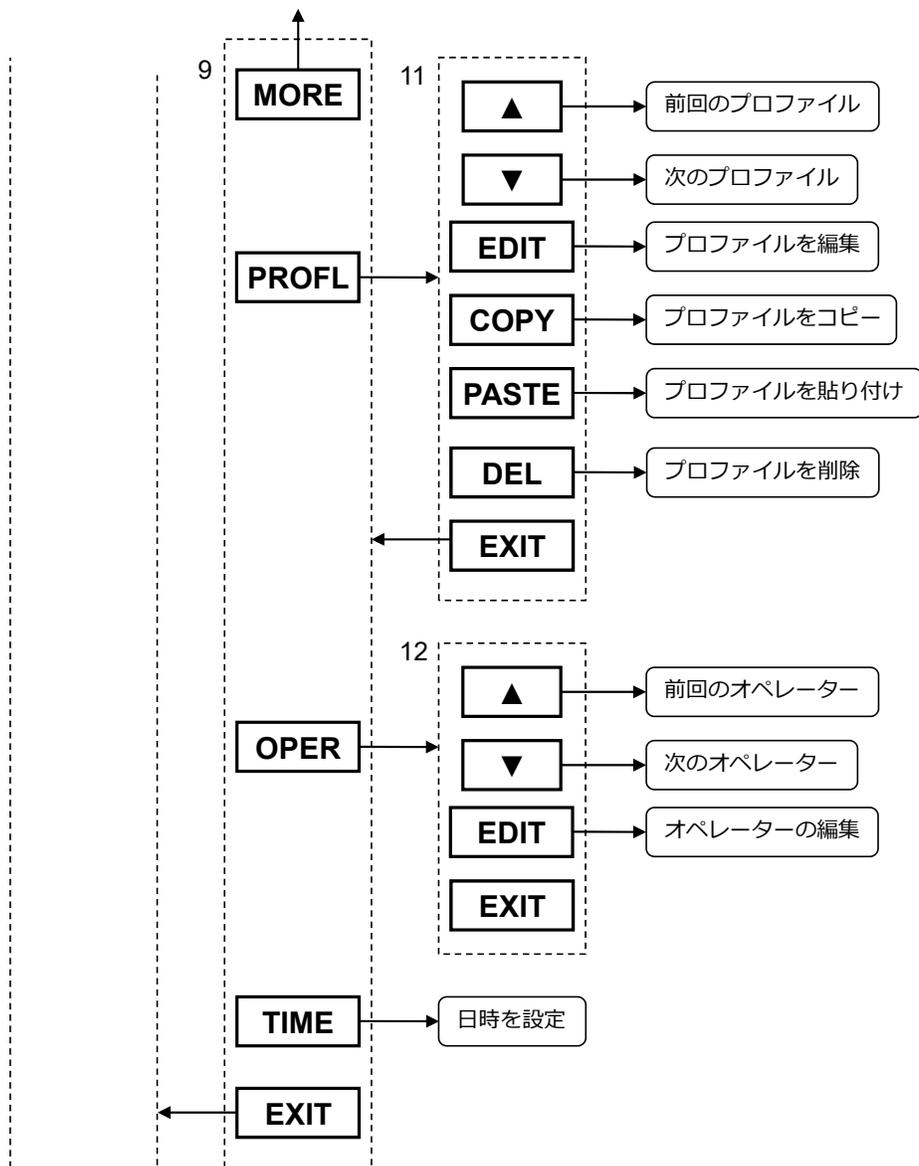 9
MORE
11
▲
前回のプロファイル
▼
次のプロファイル
PROFL
EDIT
プロファイルを編集
COPY
プロファイルをコピー
PASTE
プロファイルを貼り付け
DEL
プロファイルを削除
EXIT
12
▲
前回のオペレーター
OPER
▼
次のオペレーター
EDIT
オペレーターの編集
EXIT
TIME
日時を設定
EXIT